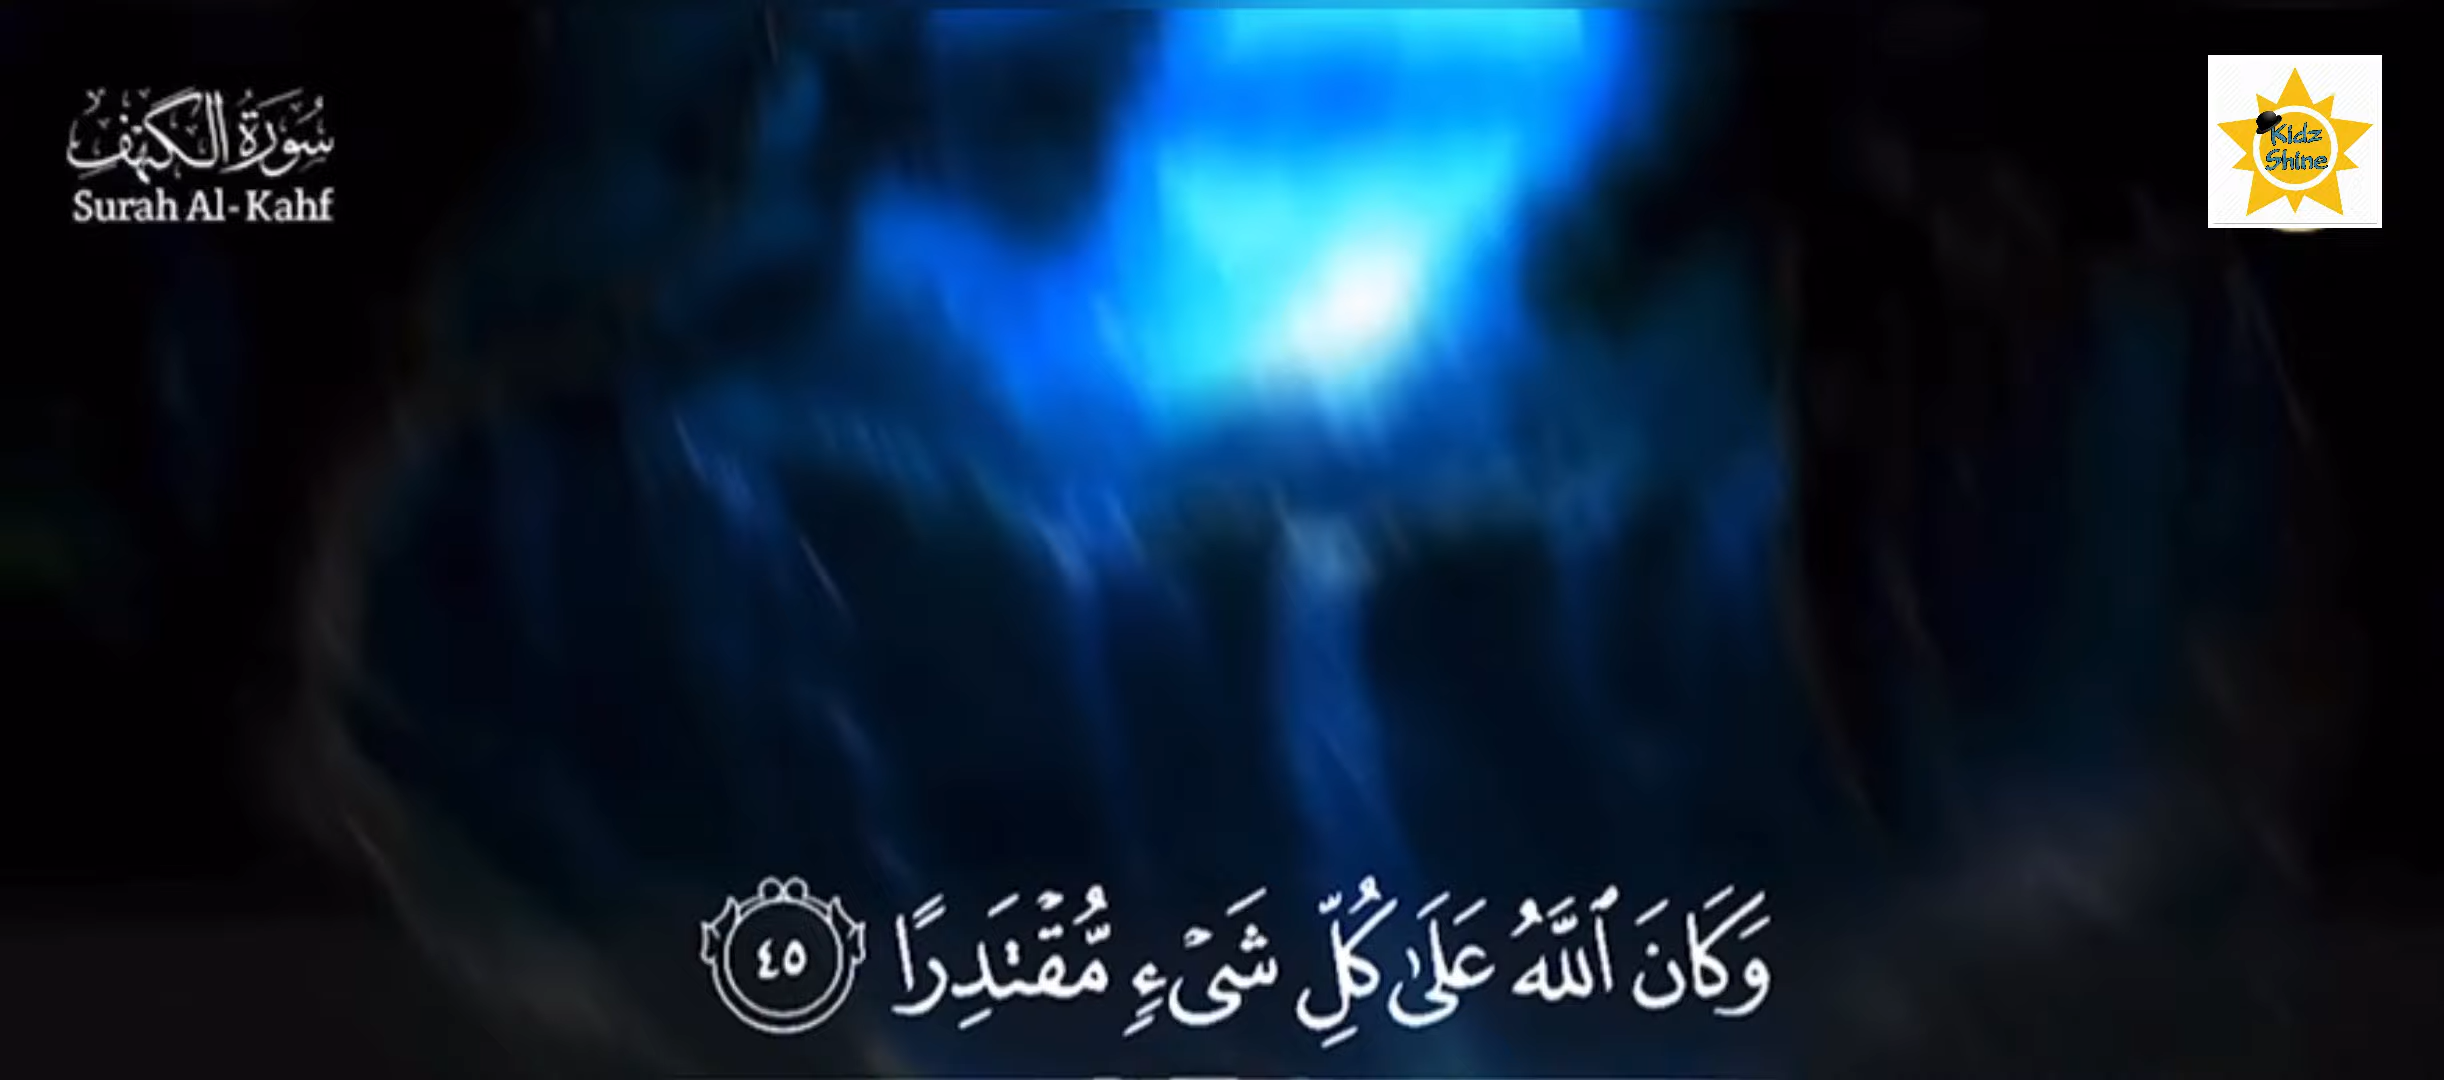 سُورَةُ الكَهْفِ
Surah Al-Kahf
Kidz
Shine
وَكَانَ ٱللَّهُ عَلَىٰ كُلِّ شَىْءٍ مُّقْتَدِرًا ٤٥